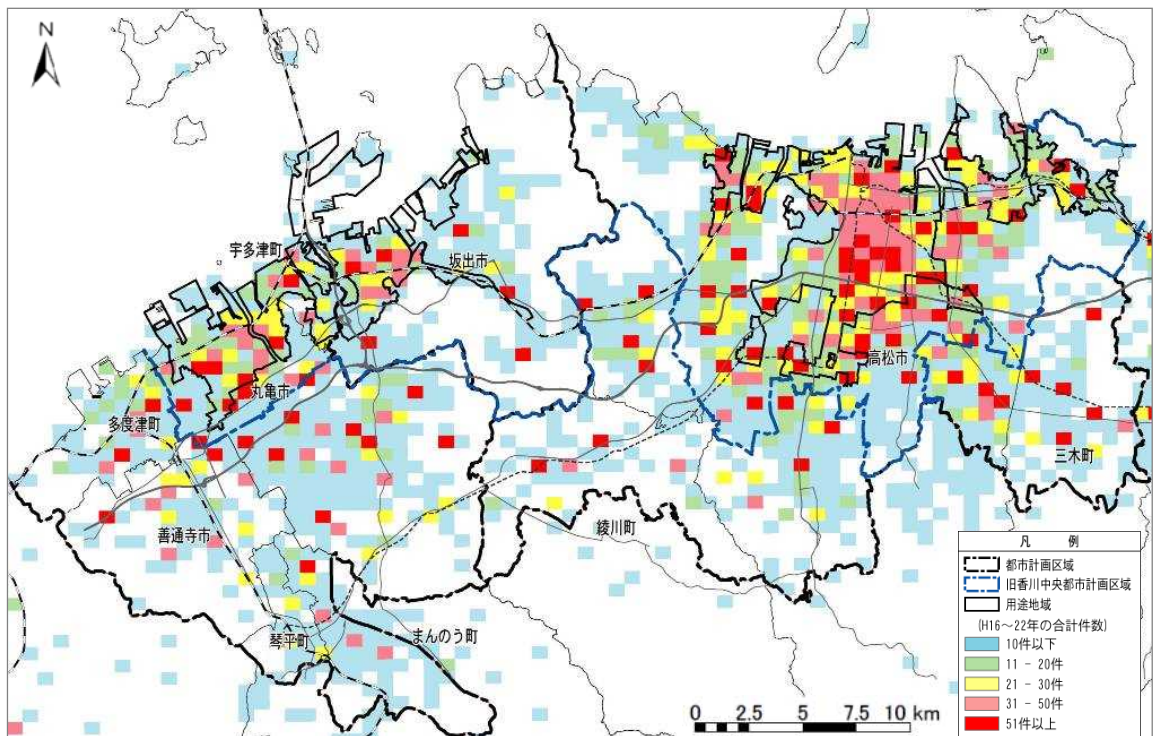 N
宇多津町
坂出市
丸亀市
多度津町
高松市
三木町
善通寺市
綾川町
琴平町
まんのう町
凡 例
都市計画区域
旧香川中央都市計画区域
用途地域
(H16～22年の合計件数)
10件以下
11 - 20件
21 - 30件
31 - 50件
51件以上
0 2.5 5 7.5 10 km